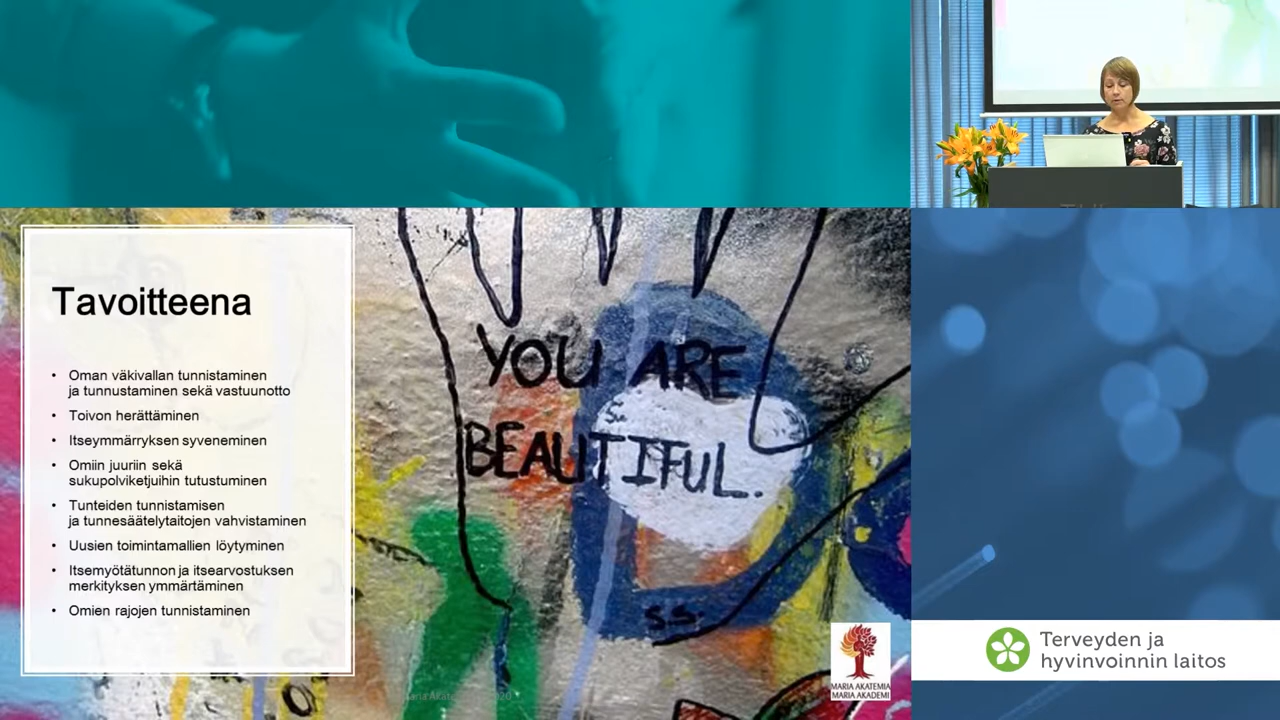 Tavoitteena
• Oman väkivallan tunnistaminen
ja tunnustaminen sekä vastuunotto
• Toivon herättäminen
• Itseymmärryksen syveneminen
• Omiin juuriin sekä
sukupolviketjuihin tutustuminen
• Tunteiden tunnistamisen
ja tunnesäätelytaitojen vahvistaminen
• Uusien toimintamallien löytyminen
• Itsemyötätunnon ja itsearvostuksen
merkityksen ymmärtäminen
• Omien rajojen tunnistaminen
YOU ARE
BEAUTIFUL.
S.S.
MARIA AKATEMIA
MARIA AKADEMI
Terveyden ja
hyvinvoinnin laitos